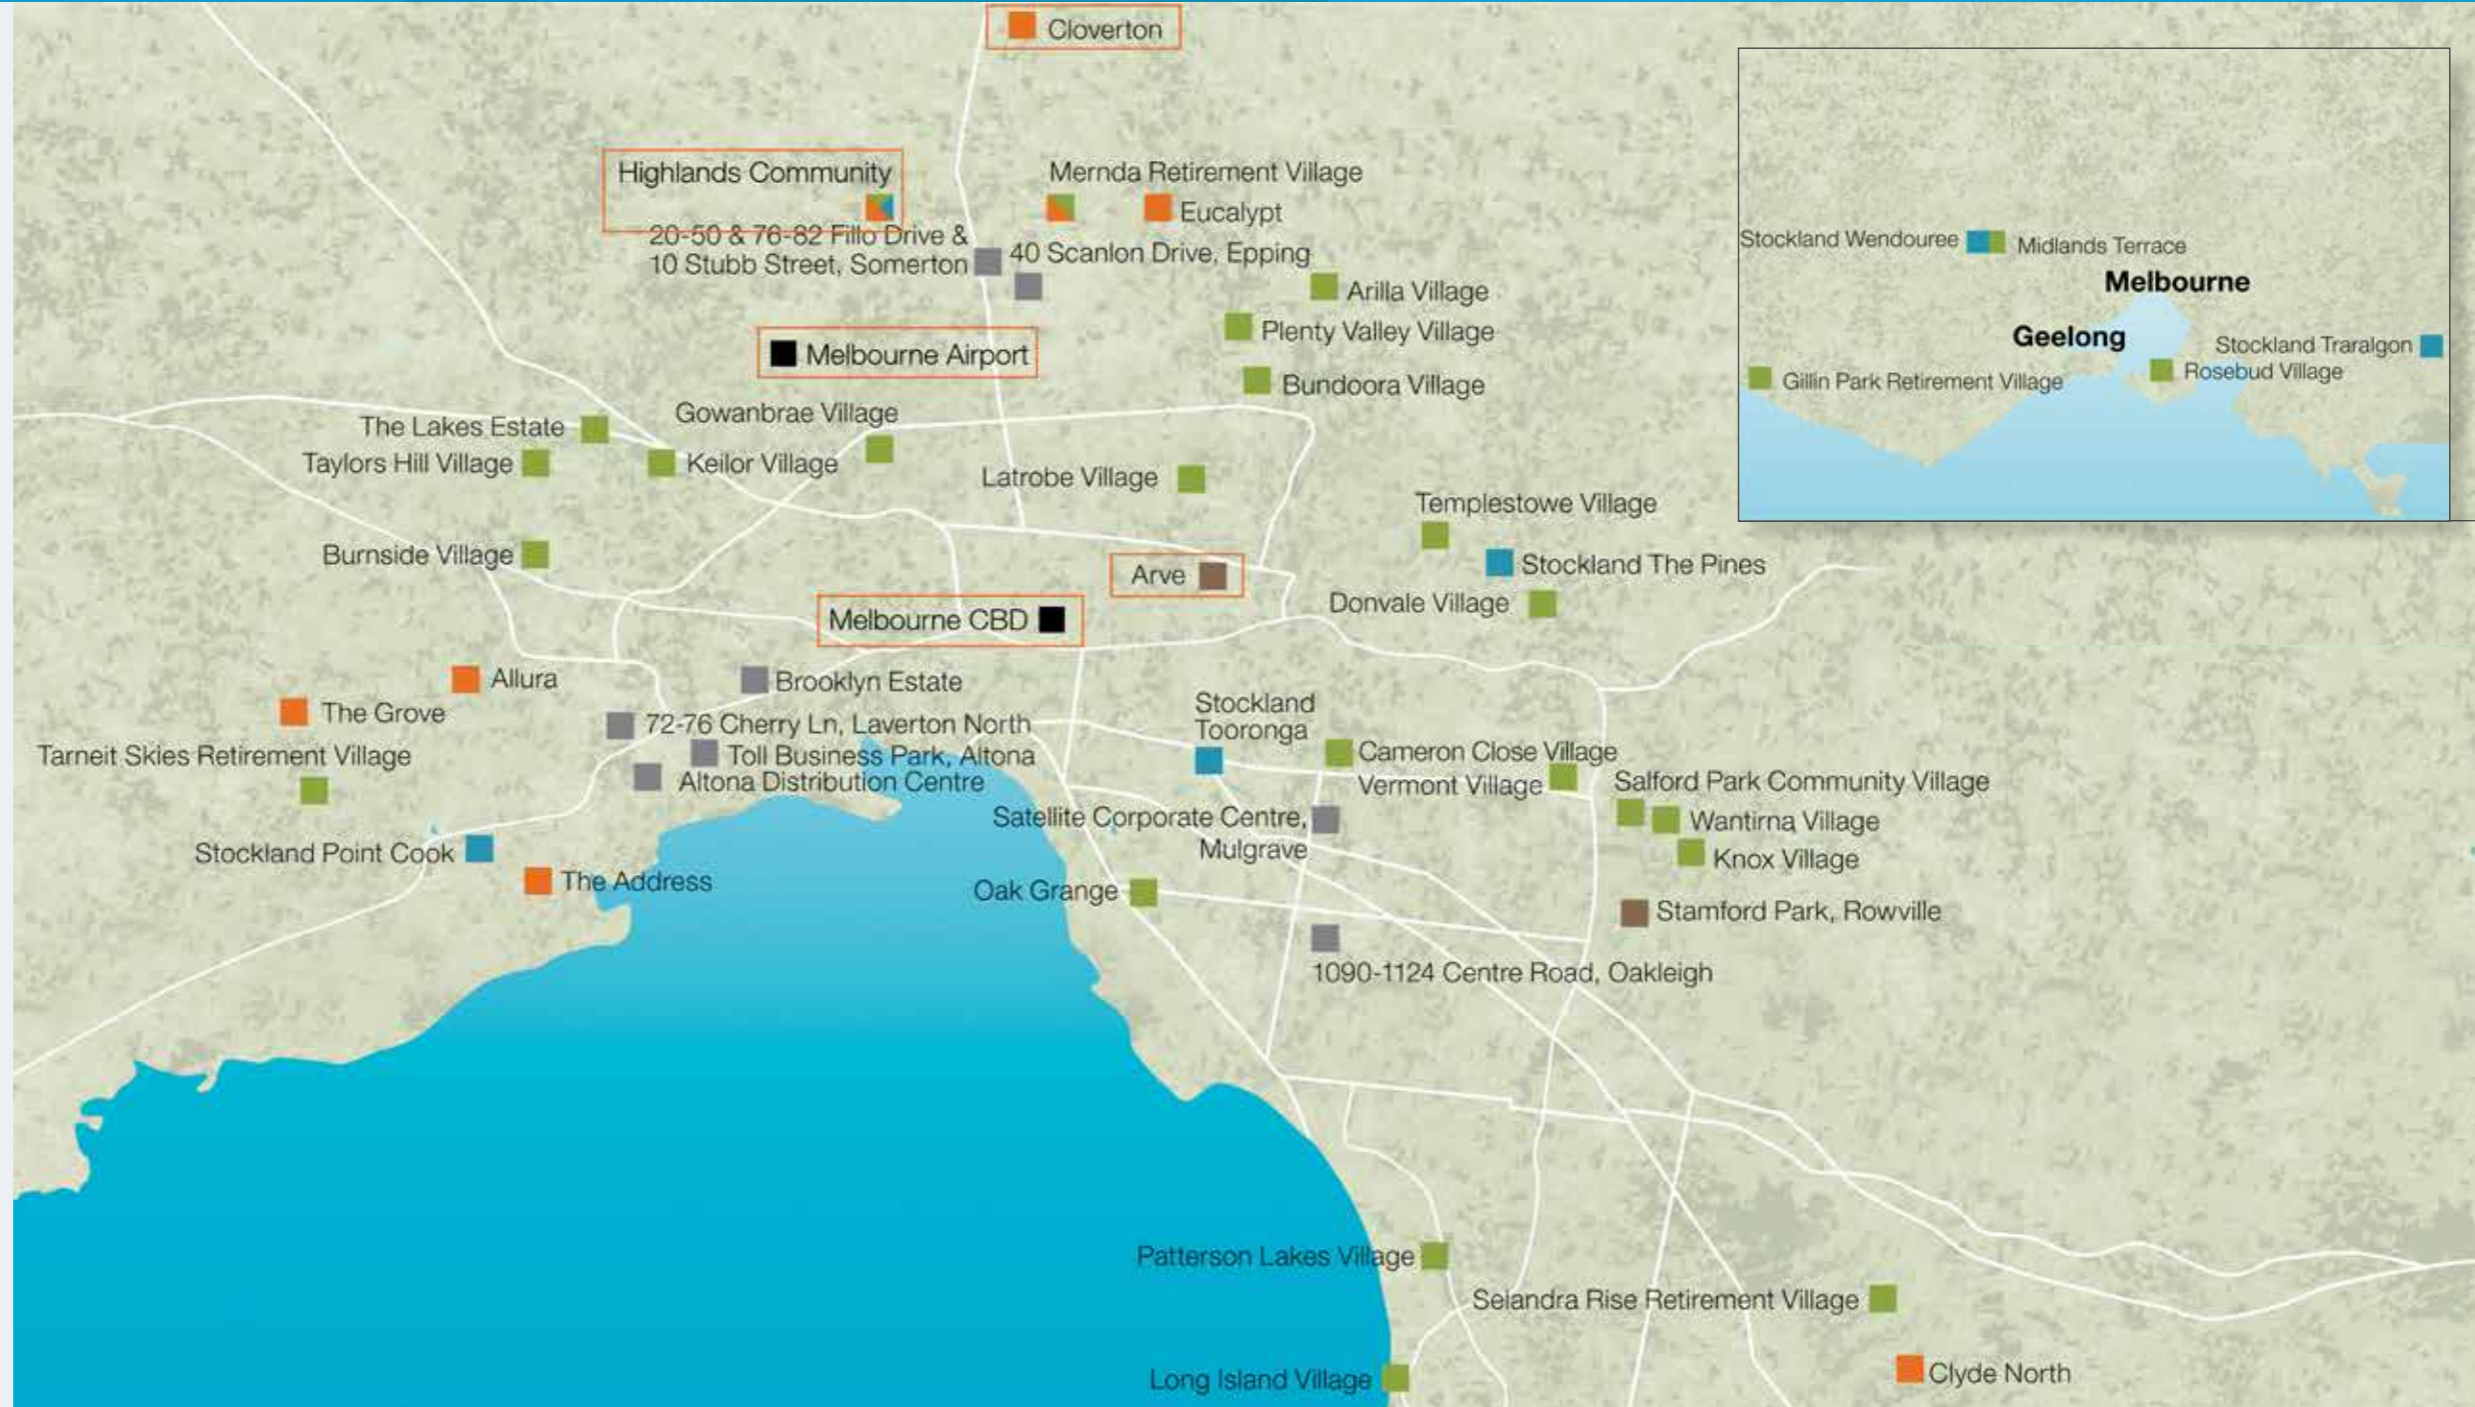 Cloverton
Highlands Community
Mernda Retirement Village
Eucalypt
20-50 & 76-82 Fillo Drive &
10 Stubb Street, Somerton
40 Scanlon Drive, Epping
Arilla Village
Plenty Valley Village
Melbourne Airport
Bundoora Village
Gowanbrae Village
The Lakes Estate
Taylors Hill Village
Keilor Village
Latrobe Village
Templestowe Village
Burnside Village
Stockland The Pines
Arve
Donvale Village
Melbourne CBD
Allura
Brooklyn Estate
The Grove
72-76 Cherry Ln, Laverton North
Stockland
Tooronga
Tarneit Skies Retirement Village
Toll Business Park, Altona
Cameron Close Village
Altona Distribution Centre
Vermont Village
Salford Park Community Village
Satellite Corporate Centre,
Mulgrave
Wantirna Village
Stockland Point Cook
Knox Village
The Address
Oak Grange
Stamford Park, Rowville
1090-1124 Centre Road, Oakleigh
Patterson Lakes Village
Selandra Rise Retirement Village
Long Island Village
Clyde North
Stockland Wendouree
Midlands Terrace
Melbourne
Geelong
Stockland Traralgon
Rosebud Village
Gillin Park Retirement Village